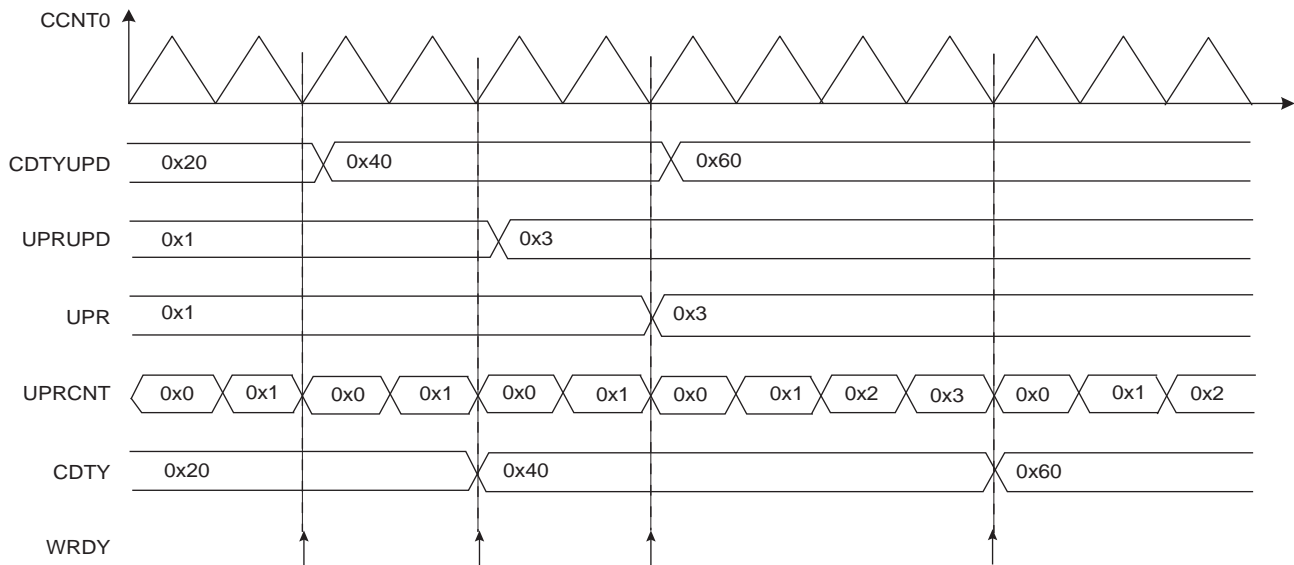 CCNT0
CDTYUPD 0x20 0x40 0x60
UPRUPD 0x1 0x3
UPR 0x1 0x3
UPRCNT 0x0 0x1 0x0 0x1 0x0 0x1 0x0 0x1 0x2 0x3 0x0 0x1 0x2
CDTY 0x20 0x40 0x60
WRDY